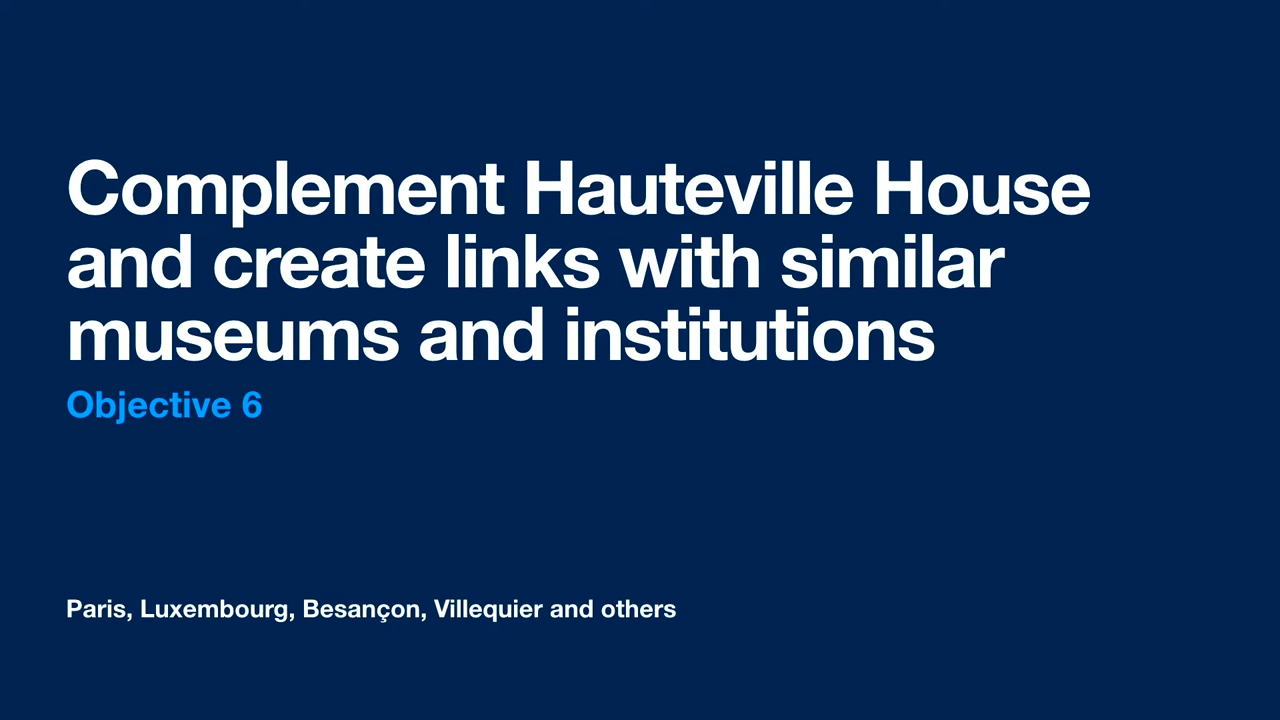 Complement Hauteville House
and create links with similar
museums and institutions
Objective 6
Paris, Luxembourg, Besançon, Villequier and others